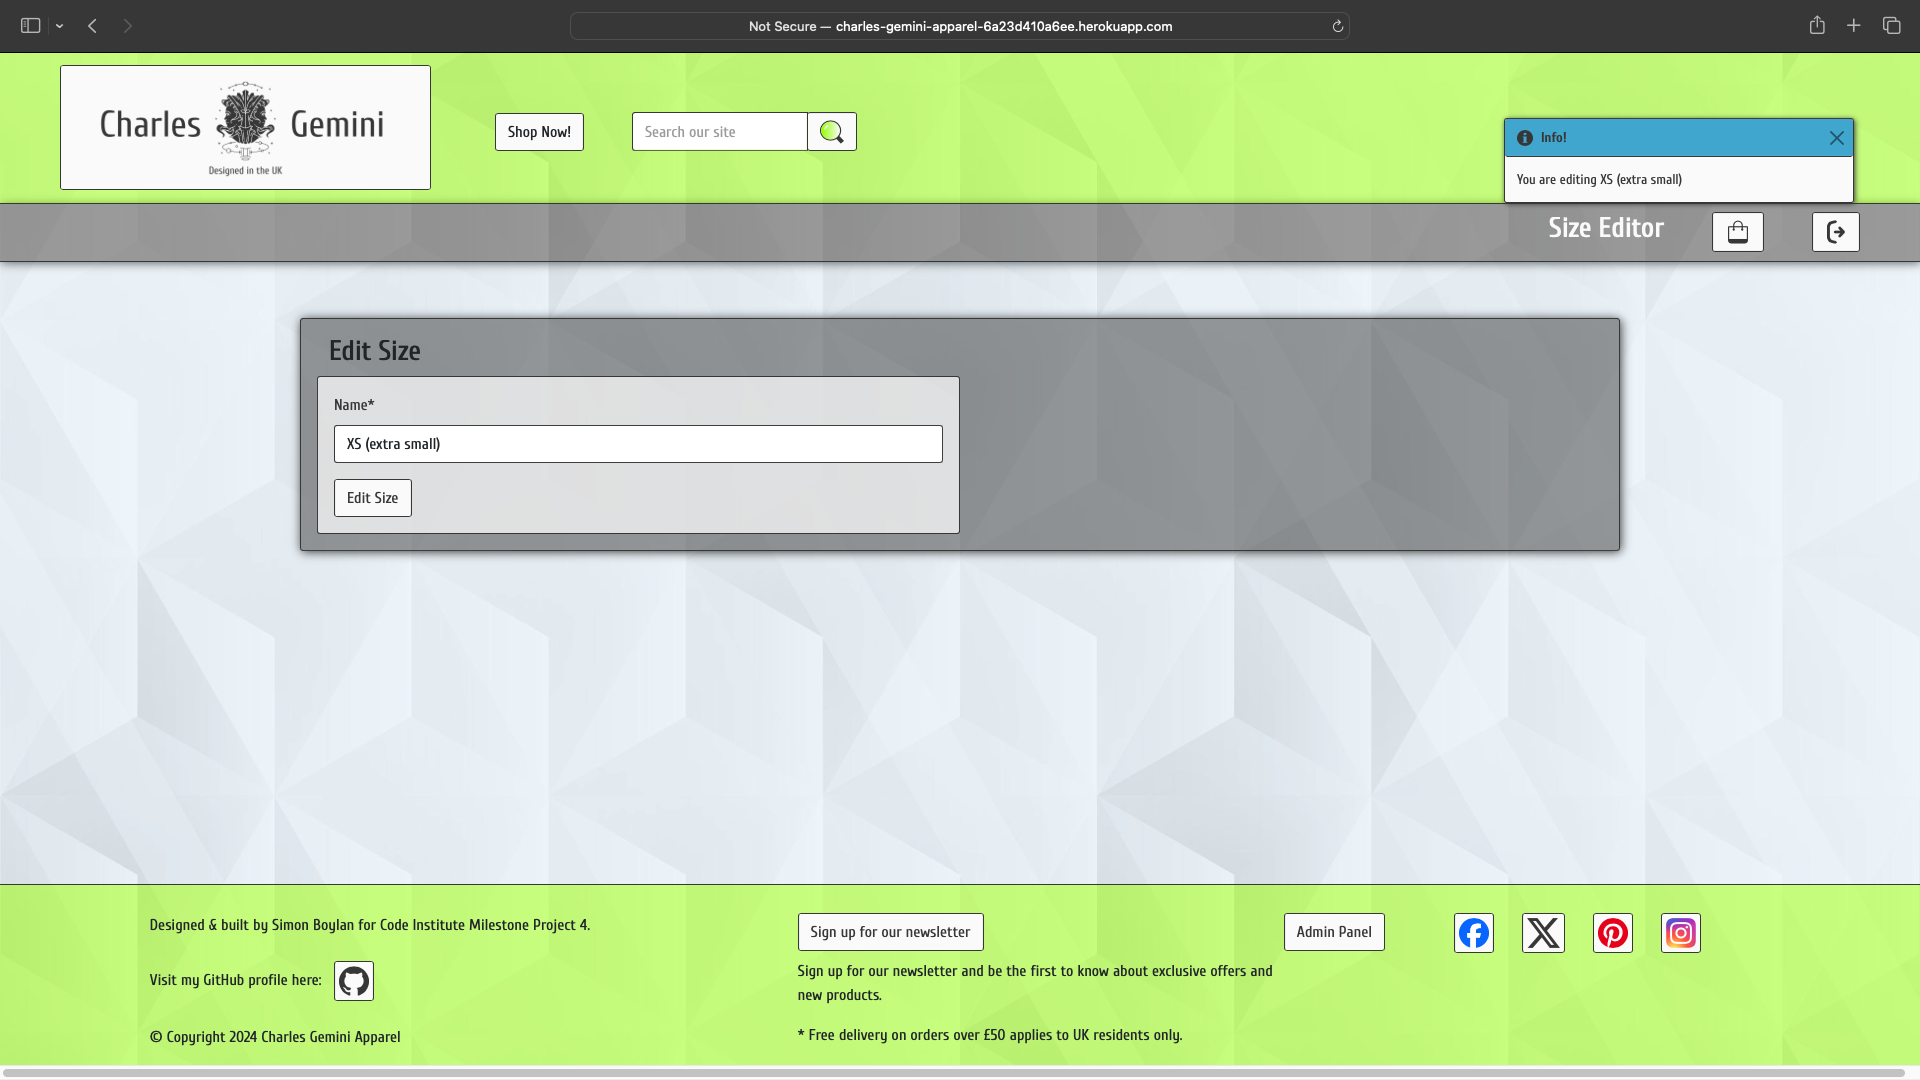 Not Secure — charles-gemini-apparel-6a23d410a6ee.herokuapp.com
Charles Gemini
Designed in the UK
Shop Now!
Search our site
Info!
You are editing XS (extra small)
Size Editor
Edit Size
Name*
XS (extra small)
Edit Size
Designed & built by Simon Boylan for Code Institute Milestone Project 4.
Visit my GitHub profile here:
© Copyright 2024 Charles Gemini Apparel
Sign up for our newsletter
Sign up for our newsletter and be the first to know about exclusive offers and
new products.
* Free delivery on orders over £50 applies to UK residents only.
Admin Panel